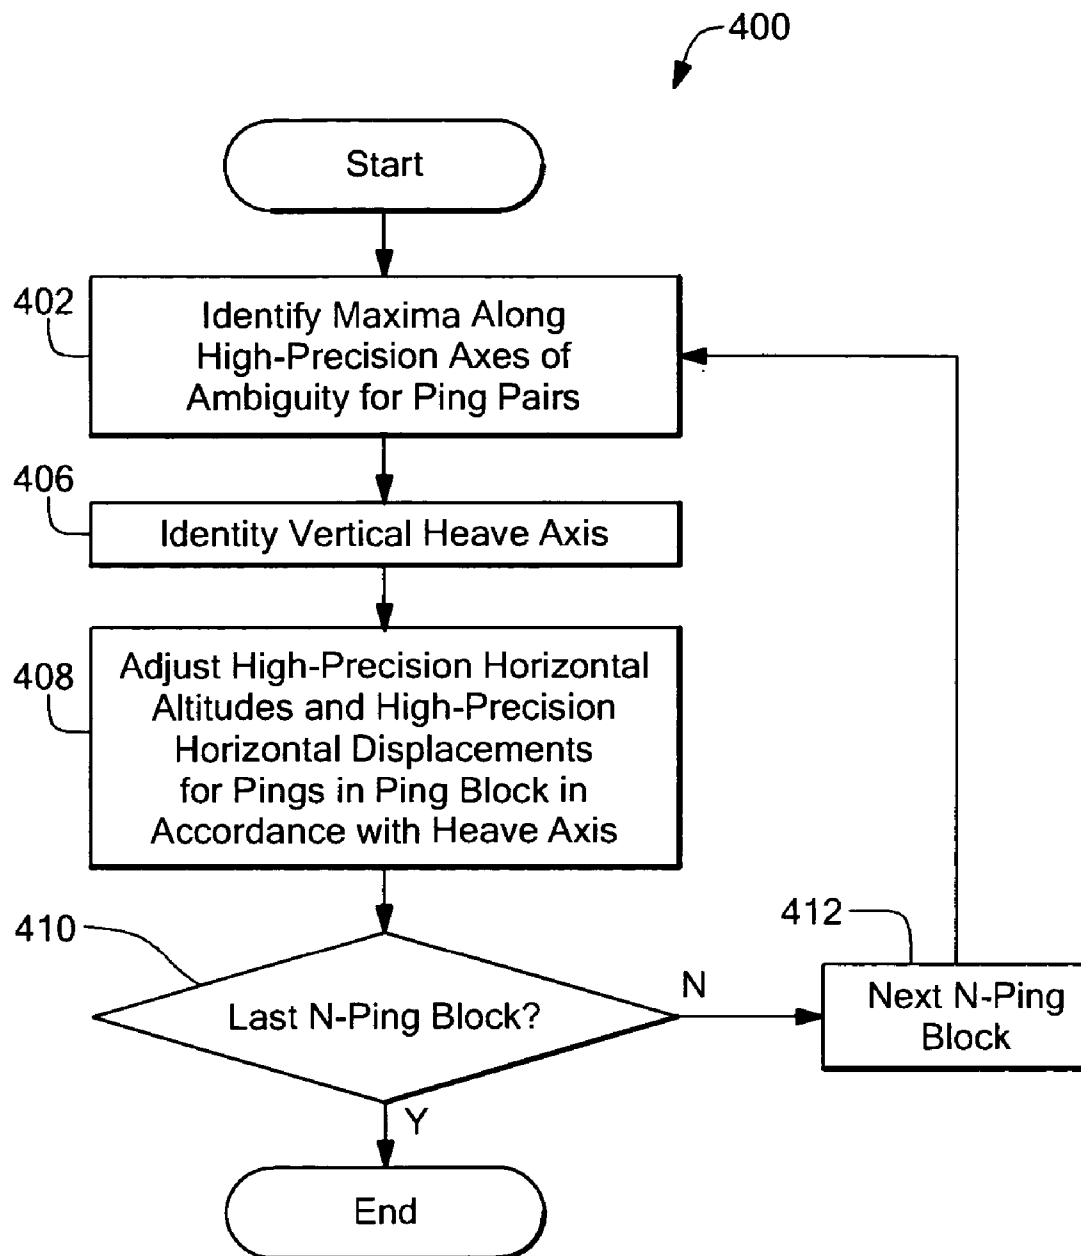 400
Start
402
Identify Maxima Along
High-Precision Axes of
Ambiguity for Ping Pairs
406
Identity Vertical Heave Axis
408
Adjust High-Precision Horizontal
Altitudes and High-Precision
Horizontal Displacements
for Pings in Ping Block in
Accordance with Heave Axis
410
Last N-Ping Block?
N
412
Next N-Ping
Block
Y
End